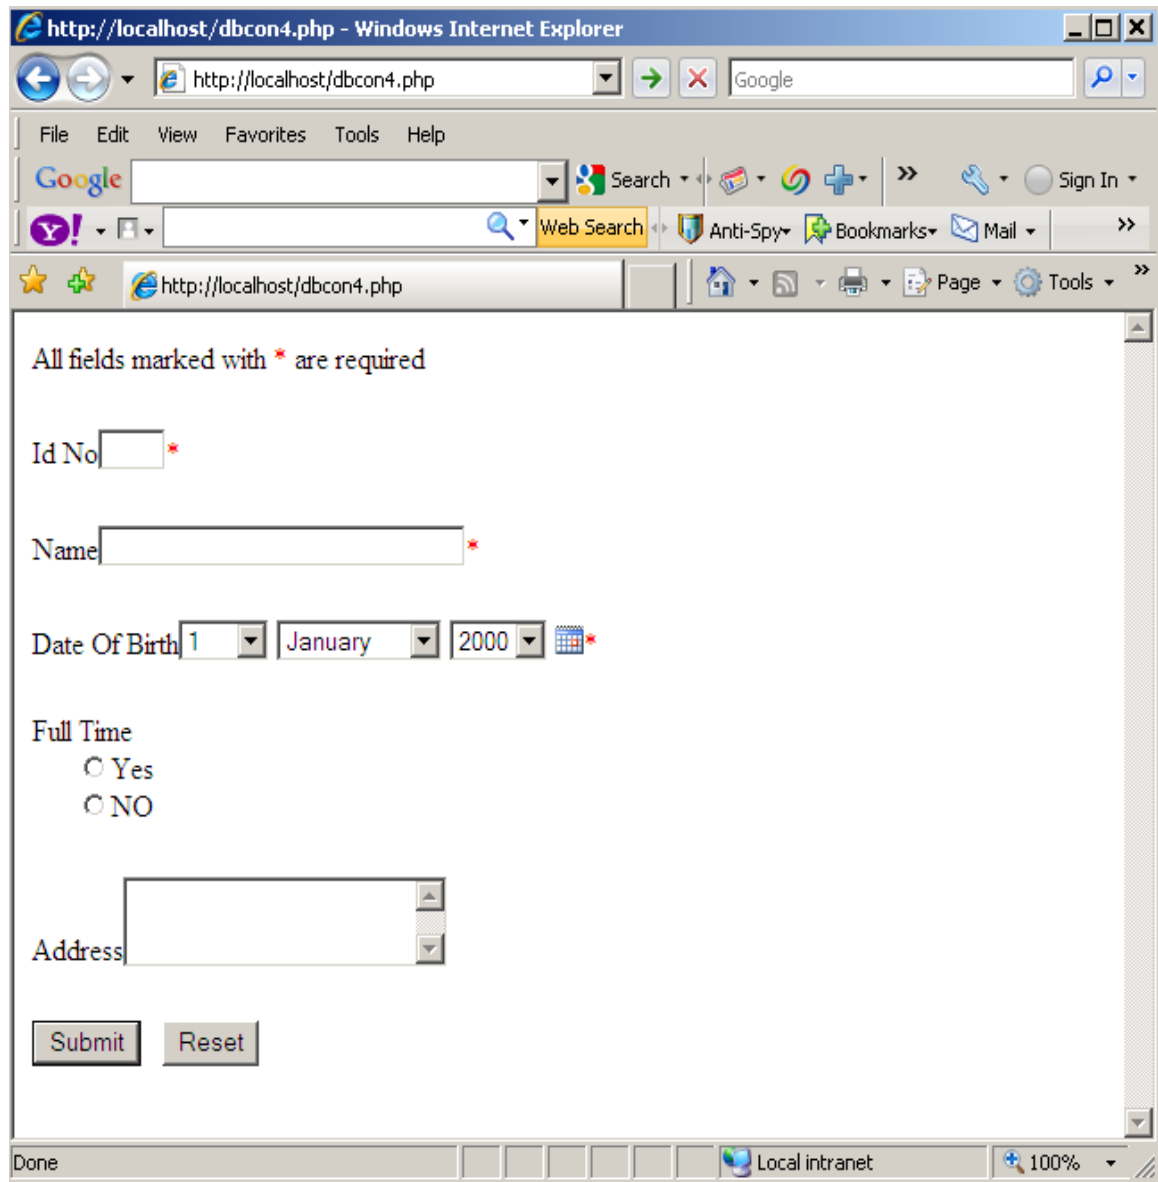 http://localhost/dbcon4.php - Windows Internet Explorer
http://localhost/dbcon4.php Google
File Edit View Favorites Tools Help
Google Search Sign In
Y! Web Search Anti-Spy Bookmarks Mail
http://localhost/dbcon4.php Page Tools
All fields marked with * are required
Id No *
Name *
Date Of Birth 1 January 2000 *
Full Time
Yes
NO
Address
Submit Reset
Done Local intranet 100%